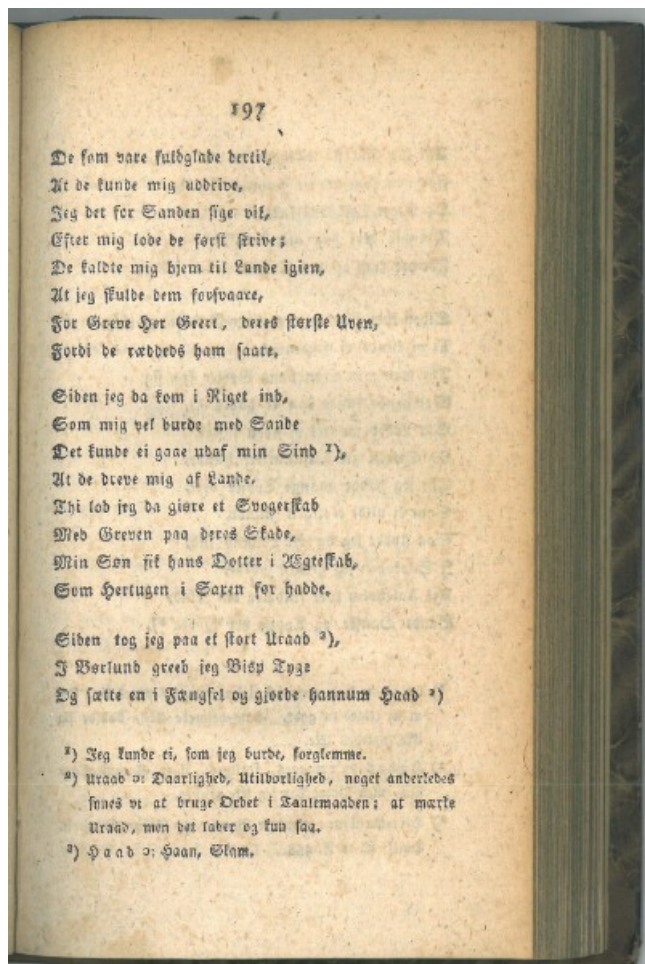 197
De som vare fuldglade dertil,
At de kunde mig uddrive,
Jeg det for Sanden sige vil,
Efter mig lode de først skrive;
De kaldte mig hjem til Lande igien,
At jeg skulde dem forsvaare,
For Greve Her Geert, deres største Uven,
Fordi de ræddeds ham saare.
Siden jeg da kom i Riget ind,
Som mig vel burde med Sande
Det kunde ei gaae udaf min Sind ¹),
At de dreve mig af Lande.
Thi lod jeg da giøre et Svogerskab
Med Greven paa deres Skade,
Min Søn fik hans Dotter i Ægteskab,
Som Hertugen i Saxen før hadde.
Siden tog jeg paa et stort Uraad ²),
I Børlund greeb jeg Bisp Tyge
Og sætte en i Fængsel og gjorde hannum Haad ³)
¹) Jeg kunde ei, som jeg burde, forglemme.
²) Uraad ɔ: Daarlighed, Utilbørlighed, noget anderledes
synes vi at bruge Ordet i Taalemaaden: at mærke
Uraad, men det lader og kun saa.
³) Haad ɔ: Haan, Skam.